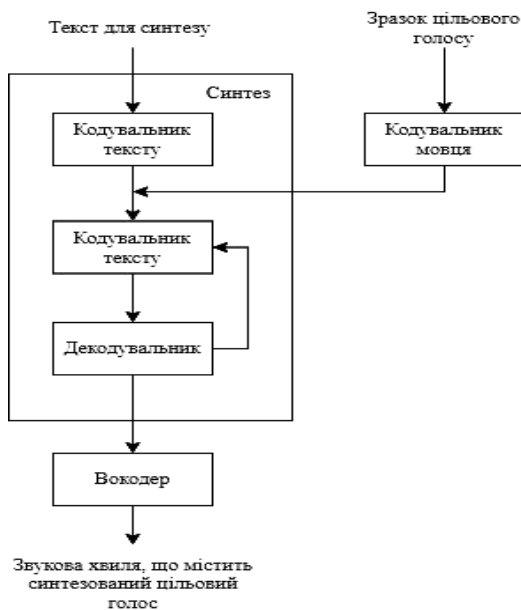 Текст для синтезу
Зразок цільового
голосу
Синтез
Кодувальник
тексту
Кодувальник
мовця
Кодувальник
тексту
Декодувальник
Вокодер
Звукова хвиля, що містить
синтезований цільовий
голос